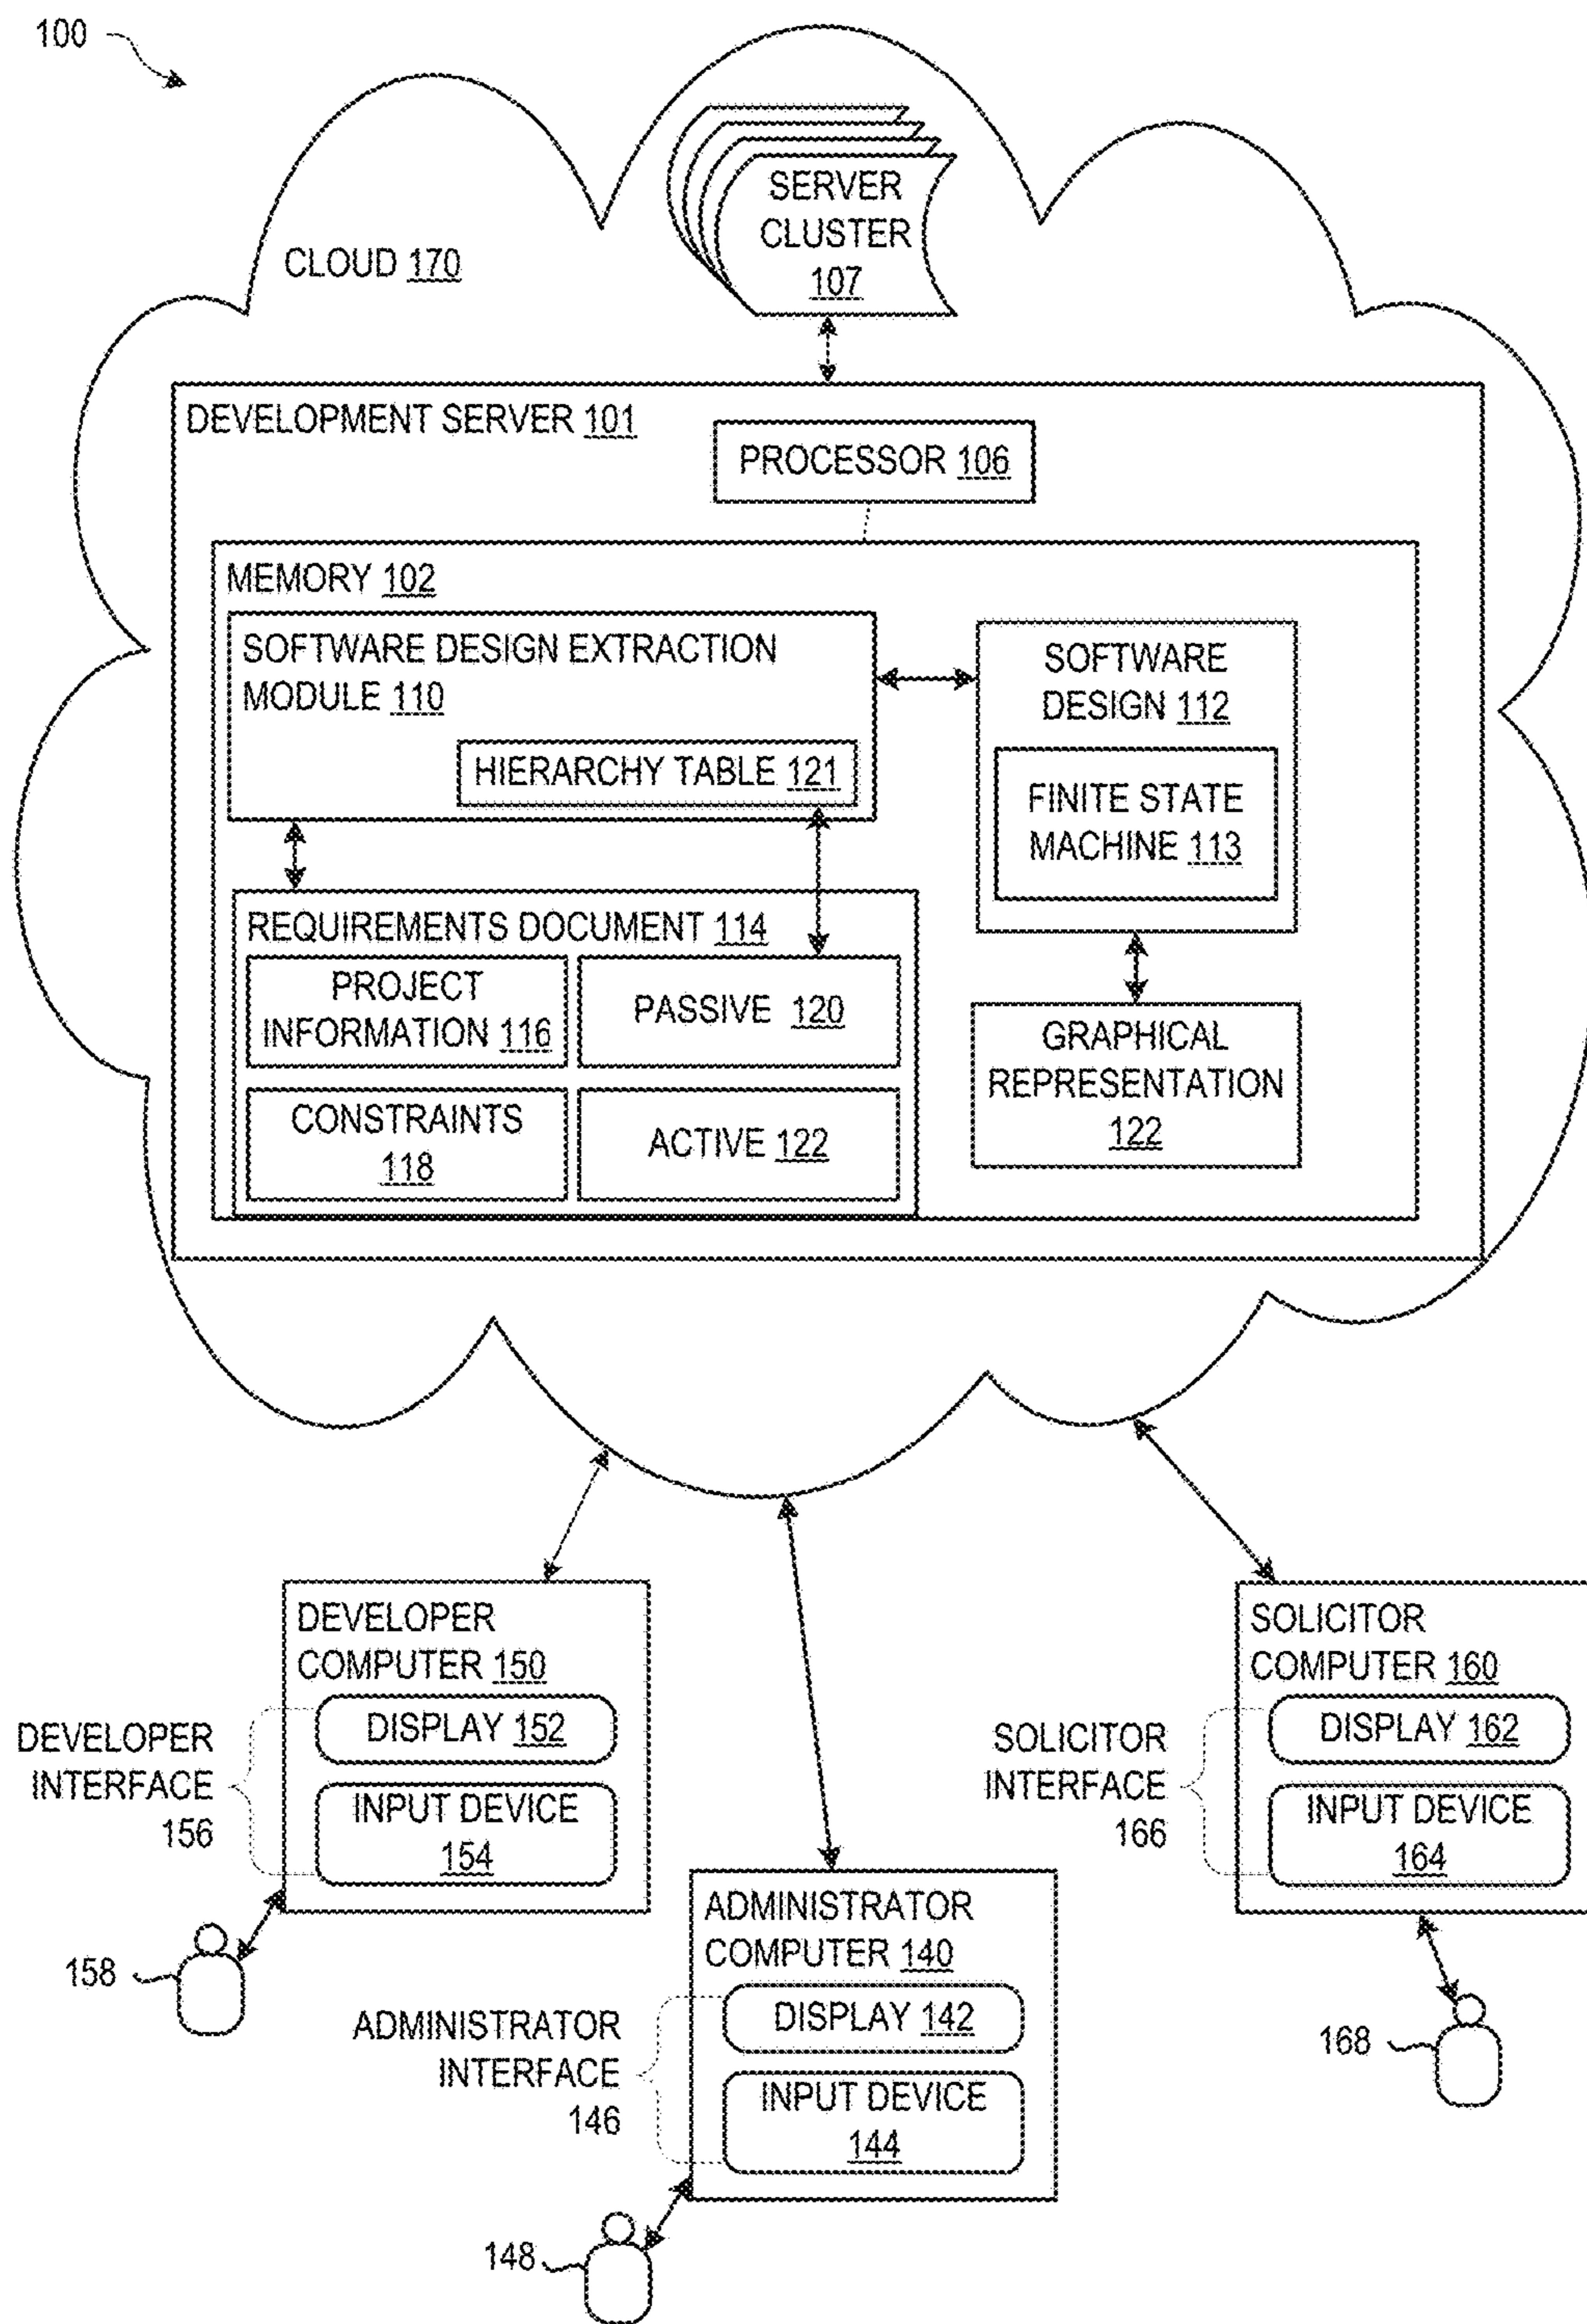 100
SERVER
CLUSTER
107
CLOUD 170
DEVELOPMENT SERVER 101
PROCESSOR 106
MEMORY 102
SOFTWARE DESIGN EXTRACTION
MODULE 110
HIERARCHY TABLE 121
SOFTWARE
DESIGN 112
FINITE STATE
MACHINE 113
REQUIREMENTS DOCUMENT 114
PROJECT
INFORMATION 116
PASSIVE 120
CONSTRAINTS
118
ACTIVE 122
GRAPHICAL
REPRESENTATION
122
DEVELOPER
COMPUTER 150
DISPLAY 152
INPUT DEVICE
154
DEVELOPER
INTERFACE
156
158
ADMINISTRATOR
COMPUTER 140
DISPLAY 142
INPUT DEVICE
144
ADMINISTRATOR
INTERFACE
146
148
SOLICITOR
COMPUTER 160
DISPLAY 162
INPUT DEVICE
164
SOLICITOR
INTERFACE
166
168